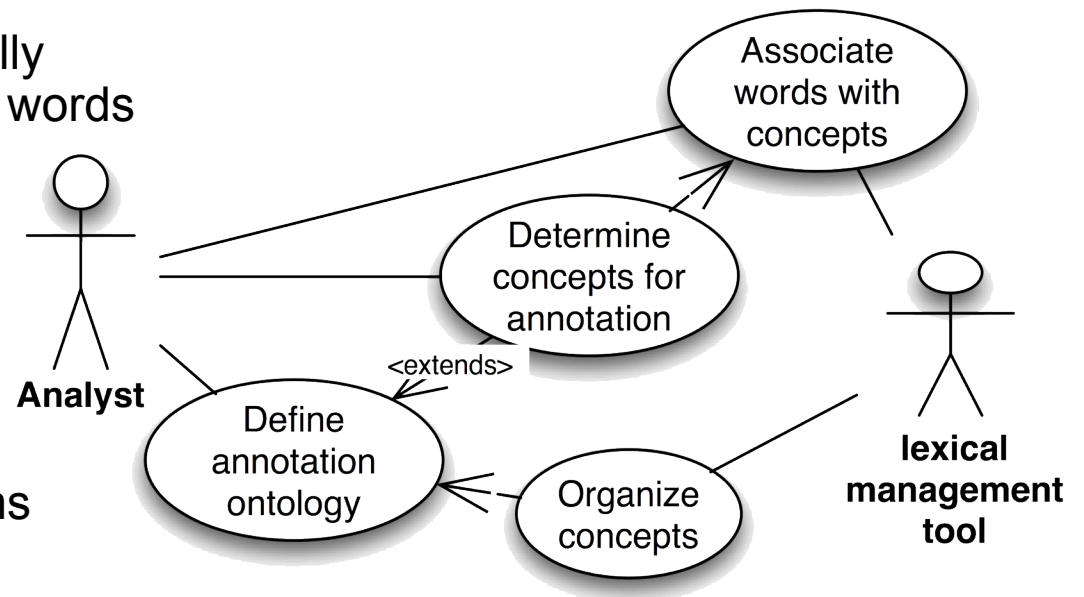 lly
words
Associate
words with
concepts
Determine
concepts for
annotation
<extends>
Analyst
Define
annotation
ontology
ns
Organize
concepts
lexical
management
tool